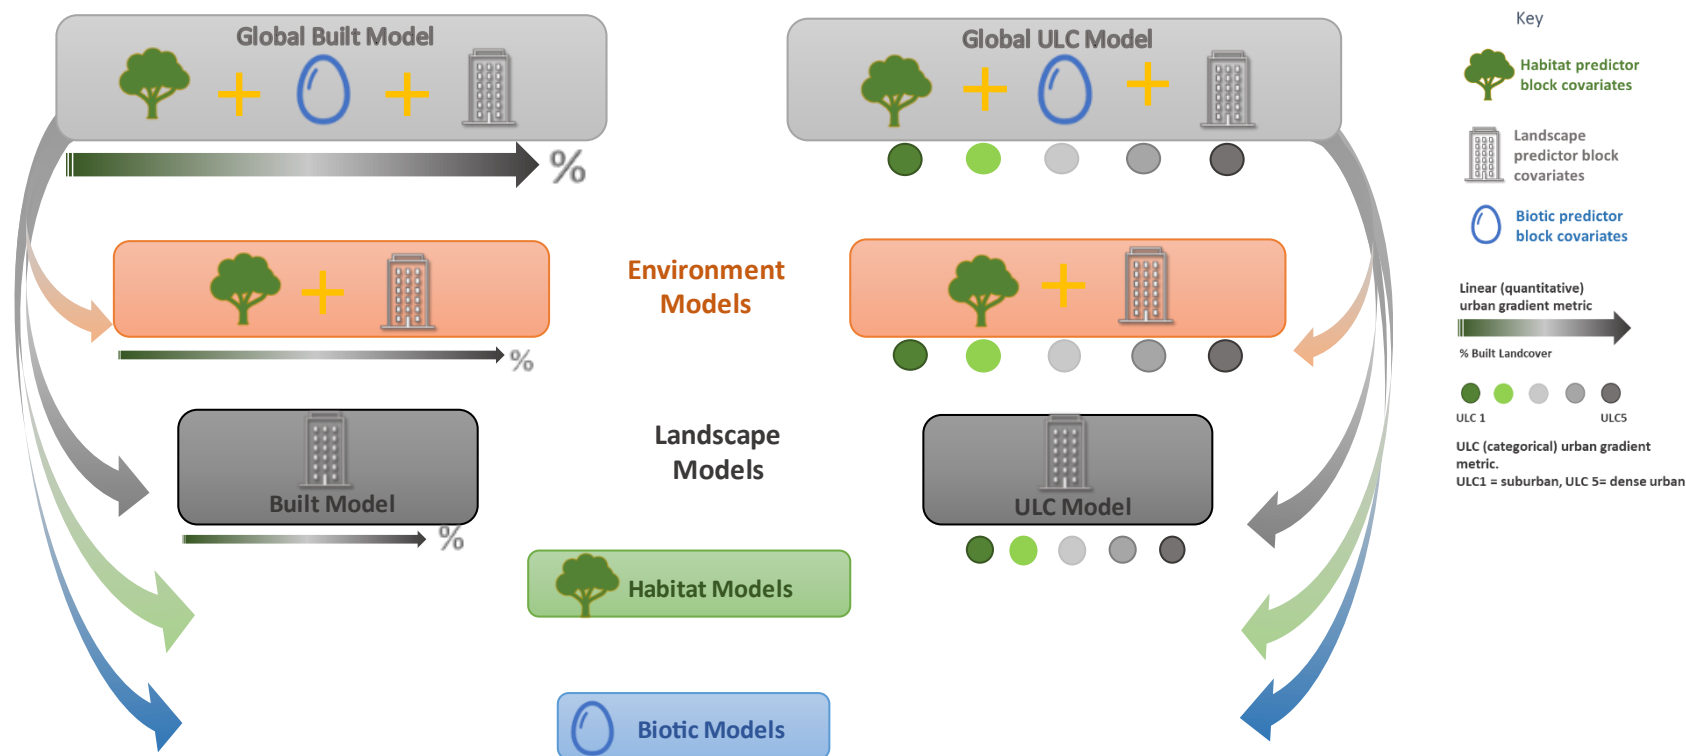 Global Built Model
%
Global ULC Model
Environment
Models
%
Landscape
Models
Built Model
%
ULC Model
Habitat Models
Biotic Models
Key
Habitat predictor
block covariates
Landscape
predictor block
covariates
Biotic predictor
block covariates
Linear (quantitative)
urban gradient metric
% Built Landcover
ULC 1
ULC5
ULC (categorical) urban gradient
metric.
ULC1 = suburban, ULC 5= dense urban